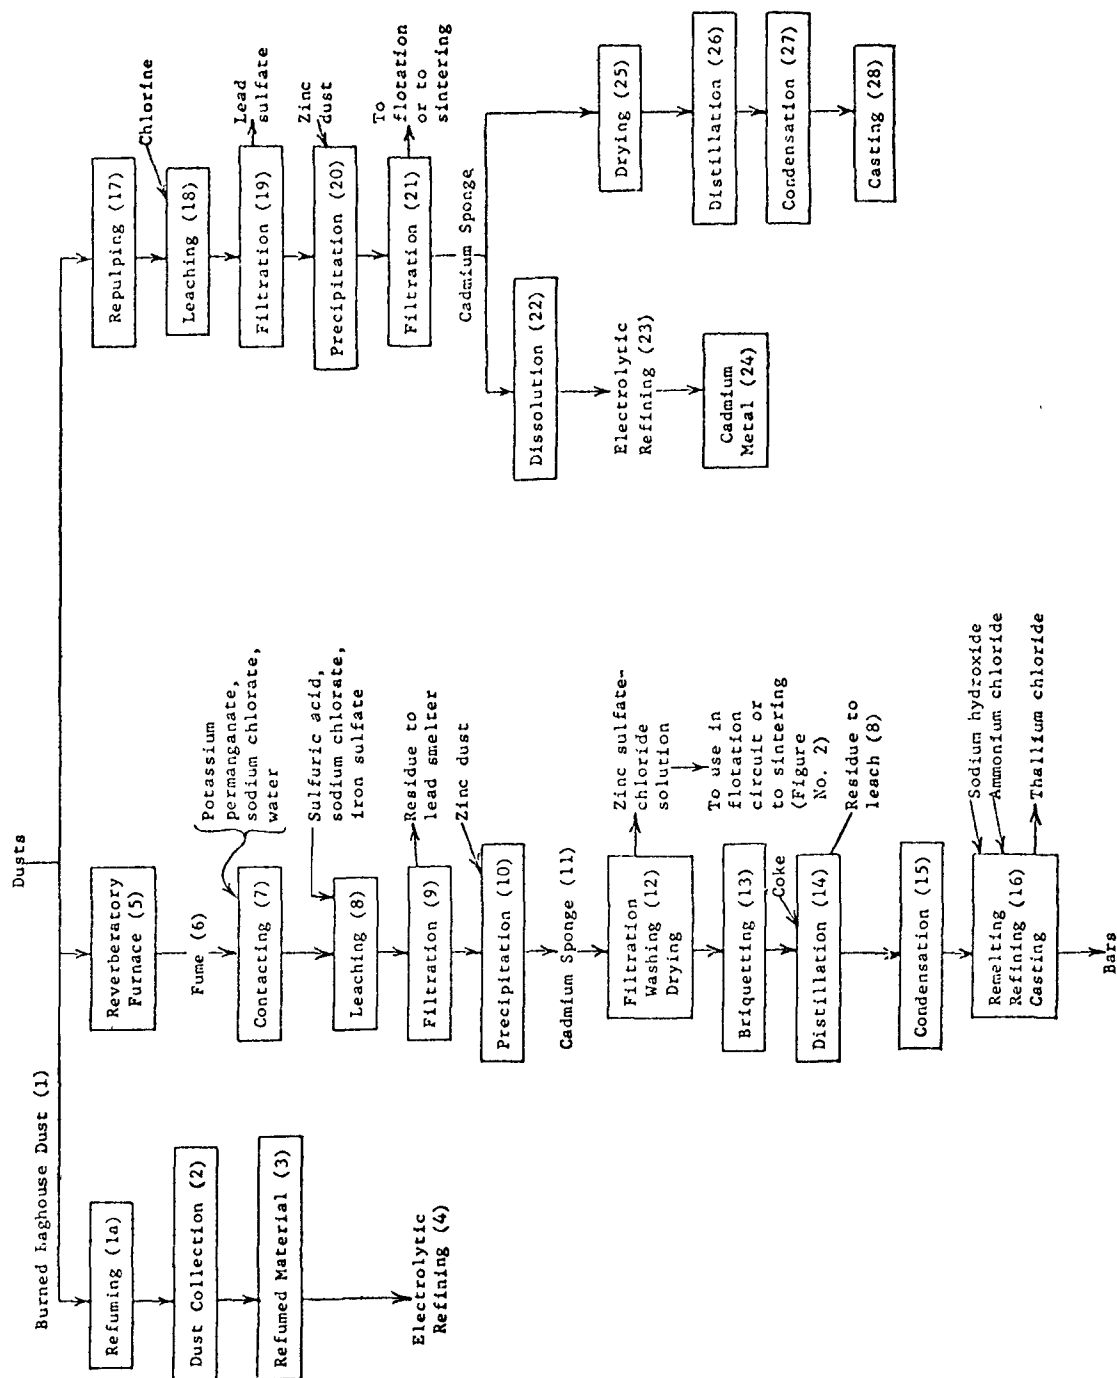 Dusts
Burned Baghouse Dust (1)
Refuming (1a)
Dust Collection (2)
Refumed Material (3)
Electrolytic
Refining (4)
Reverberatory
Furnace (5)
Fume (6)
Potassium
permanganate,
sodium chlorate,
water
Contacting (7)
Sulfuric acid,
sodium chlorate,
iron sulfate
Leaching (8)
Residue to
lead smelter
Filtration (9)
Zinc dust
Precipitation (10)
Cadmium Sponge (11)
Zinc sulfate-
chloride
solution
Filtration
Washing (12)
Drying
To use in
flotation
circuit or
to sintering
(Figure
No. 2)
Briquetting (13)
Coke
Distillation (14)
Residue to
leach (8)
Condensation (15)
Sodium hydroxide
Ammonium chloride
Thallium chloride
Remelting
Refining (16)
Casting
Bars
Repulping (17)
Chlorine
Leaching (18)
Lead
sulfate
Filtration (19)
Zinc
dust
Precipitation (20)
To
flotation
or to
sintering
Filtration (21)
Cadmium Sponge
Dissolution (22)
Electrolytic
Refining (23)
Cadmium
Metal (24)
Drying (25)
Distillation (26)
Condensation (27)
Casting (28)